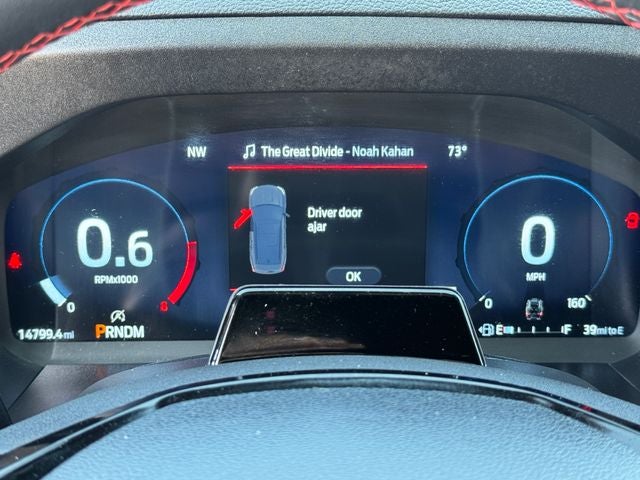 NW
The Great Divide - Noah Kahan
73°
Driver door
ajar
OK
0.6
RPMx1000
0
8
0
MPH
0
160
14799.4 mi
PRNDM
E
F
39 mi to E